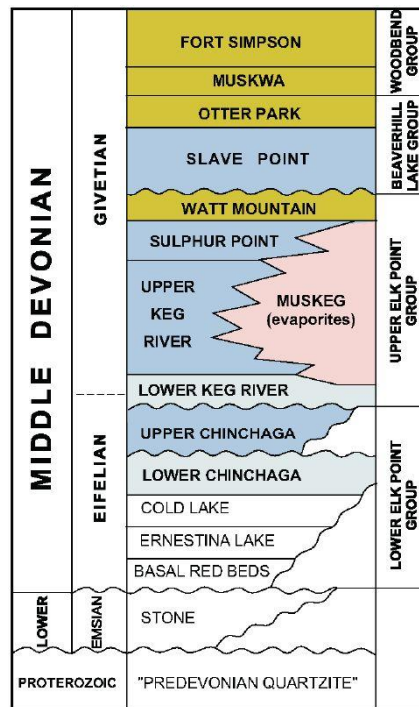 MIDDLE DEVONIAN
LOWER
PROTEROZOIC
GIVETIAN
EIFELIAN
EMSIAN
FORT SIMPSON
MUSKWA
OTTER PARK
SLAVE POINT
WATT MOUNTAIN
SULPHUR POINT
UPPER
KEG
RIVER
MUSKEG
(evaporites)
LOWER KEG RIVER
UPPER CHINCHAGA
LOWER CHINCHAGA
COLD LAKE
ERNESTINA LAKE
BASAL RED BEDS
STONE
"PREDEVONIAN QUARTZITE"
WOODBEND
GROUP
BEAVERHILL
LAKE GROUP
UPPER ELK POINT
GROUP
LOWER ELK POINT
GROUP